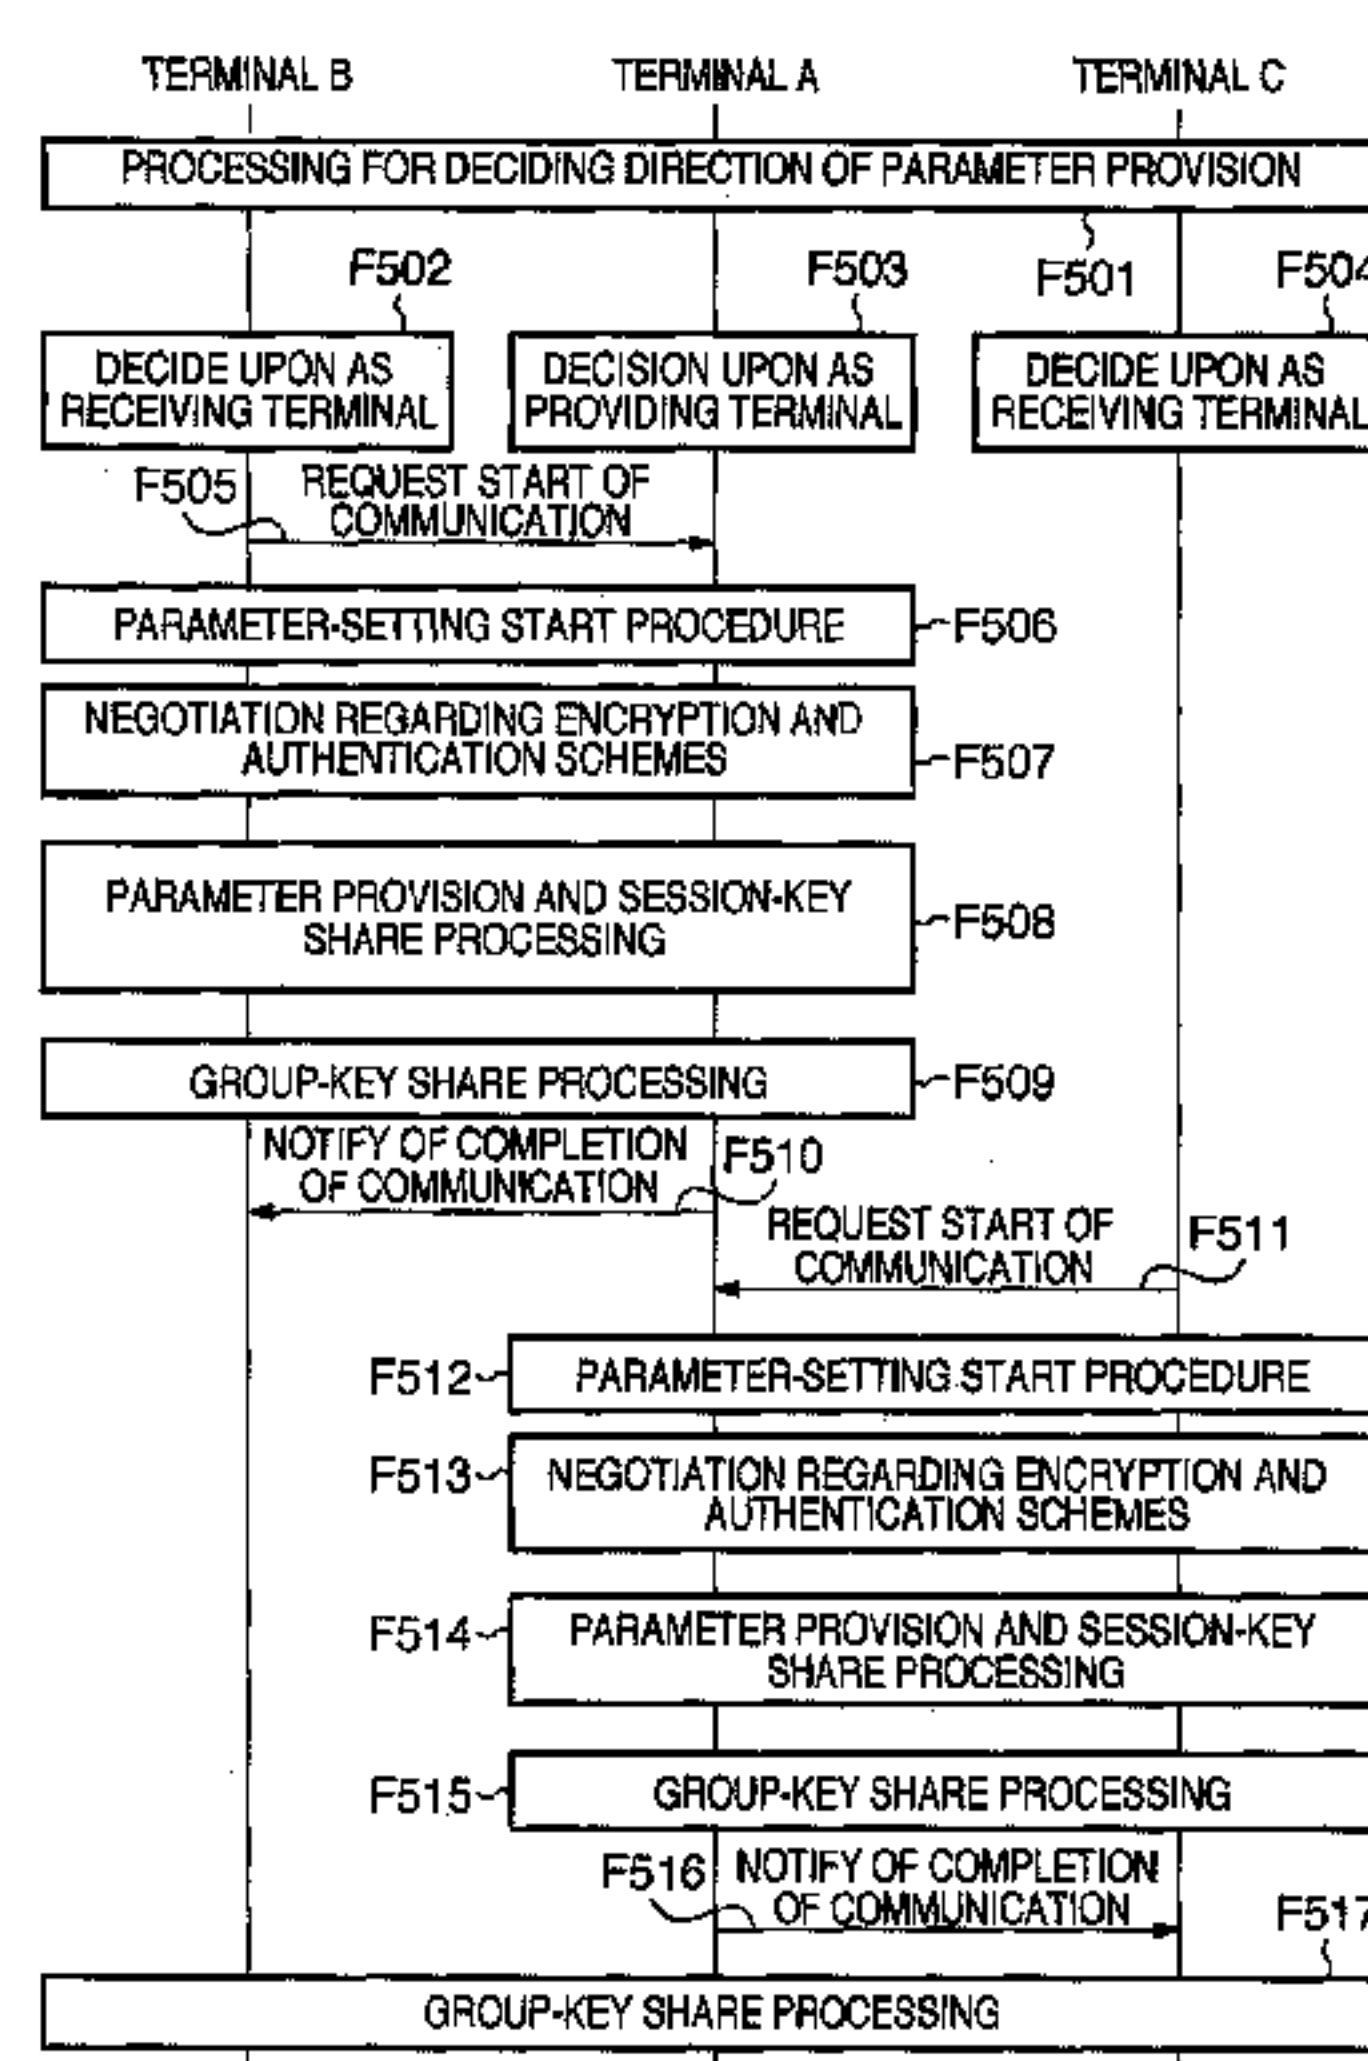 TERMINAL B TERMINAL A TERMINAL C
PROCESSING FOR DECIDING DIRECTION OF PARAMETER PROVISION
F502 F503 F501 F504
DECIDE UPON AS
RECEIVING TERMINAL
DECISION UPON AS
PROVIDING TERMINAL
DECIDE UPON AS
RECEIVING TERMINAL
F505
REQUEST START OF
COMMUNICATION
PARAMETER-SETTING START PROCEDURE
F506
NEGOTIATION REGARDING ENCRYPTION AND
AUTHENTICATION SCHEMES
F507
PARAMETER PROVISION AND SESSION-KEY
SHARE PROCESSING
F508
GROUP-KEY SHARE PROCESSING
F509
NOTIFY OF COMPLETION
OF COMMUNICATION
F510
REQUEST START OF
COMMUNICATION
F511
F512
PARAMETER-SETTING START PROCEDURE
F513
NEGOTIATION REGARDING ENCRYPTION AND
AUTHENTICATION SCHEMES
F514
PARAMETER PROVISION AND SESSION-KEY
SHARE PROCESSING
F515
GROUP-KEY SHARE PROCESSING
F516
NOTIFY OF COMPLETION
OF COMMUNICATION
F517
GROUP-KEY SHARE PROCESSING